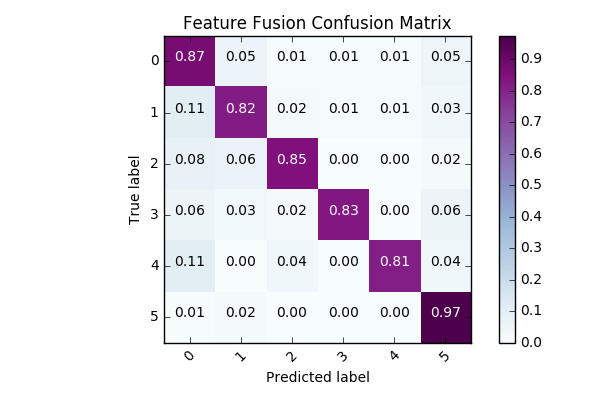 Feature Fusion Confusion Matrix
True label
0 0.87 0.05 0.01 0.01 0.01 0.05
1 0.11 0.82 0.02 0.01 0.01 0.03
2 0.08 0.06 0.85 0.00 0.00 0.02
3 0.06 0.03 0.02 0.83 0.00 0.06
4 0.11 0.00 0.04 0.00 0.81 0.04
5 0.01 0.02 0.00 0.00 0.00 0.97
0 1 2 3 4 5
Predicted label
0.9
0.8
0.7
0.6
0.5
0.4
0.3
0.2
0.1
0.0